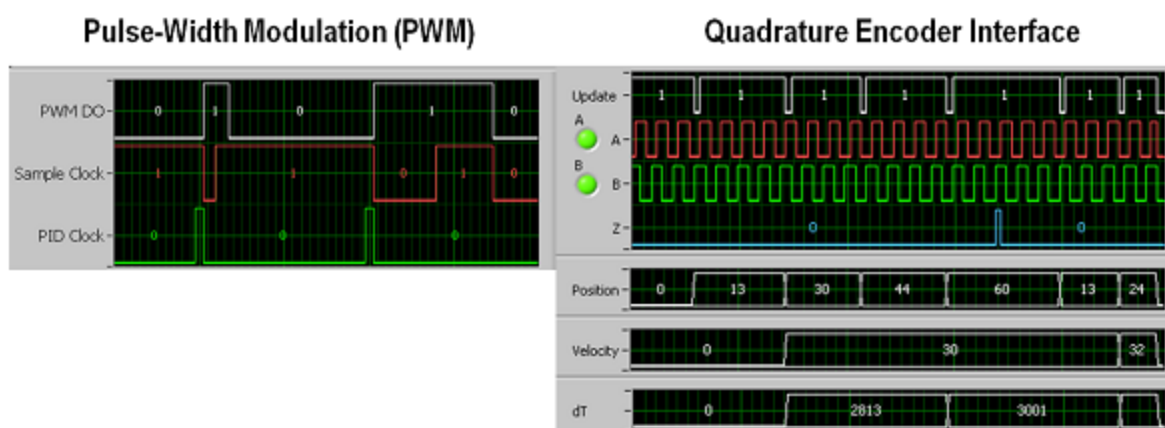 Pulse-Width Modulation (PWM)
Quadrature Encoder Interface
PWM DO 0 1 0 1 0
Sample Clock 1 1 0 1 0
PID Clock 0 0 0
Update 1 1 1 1 1 1 1
A
A
B
B
Z 0 0
Position 0 13 30 44 60 13 24
Velocity 0 30 32
dT 0 2813 3001